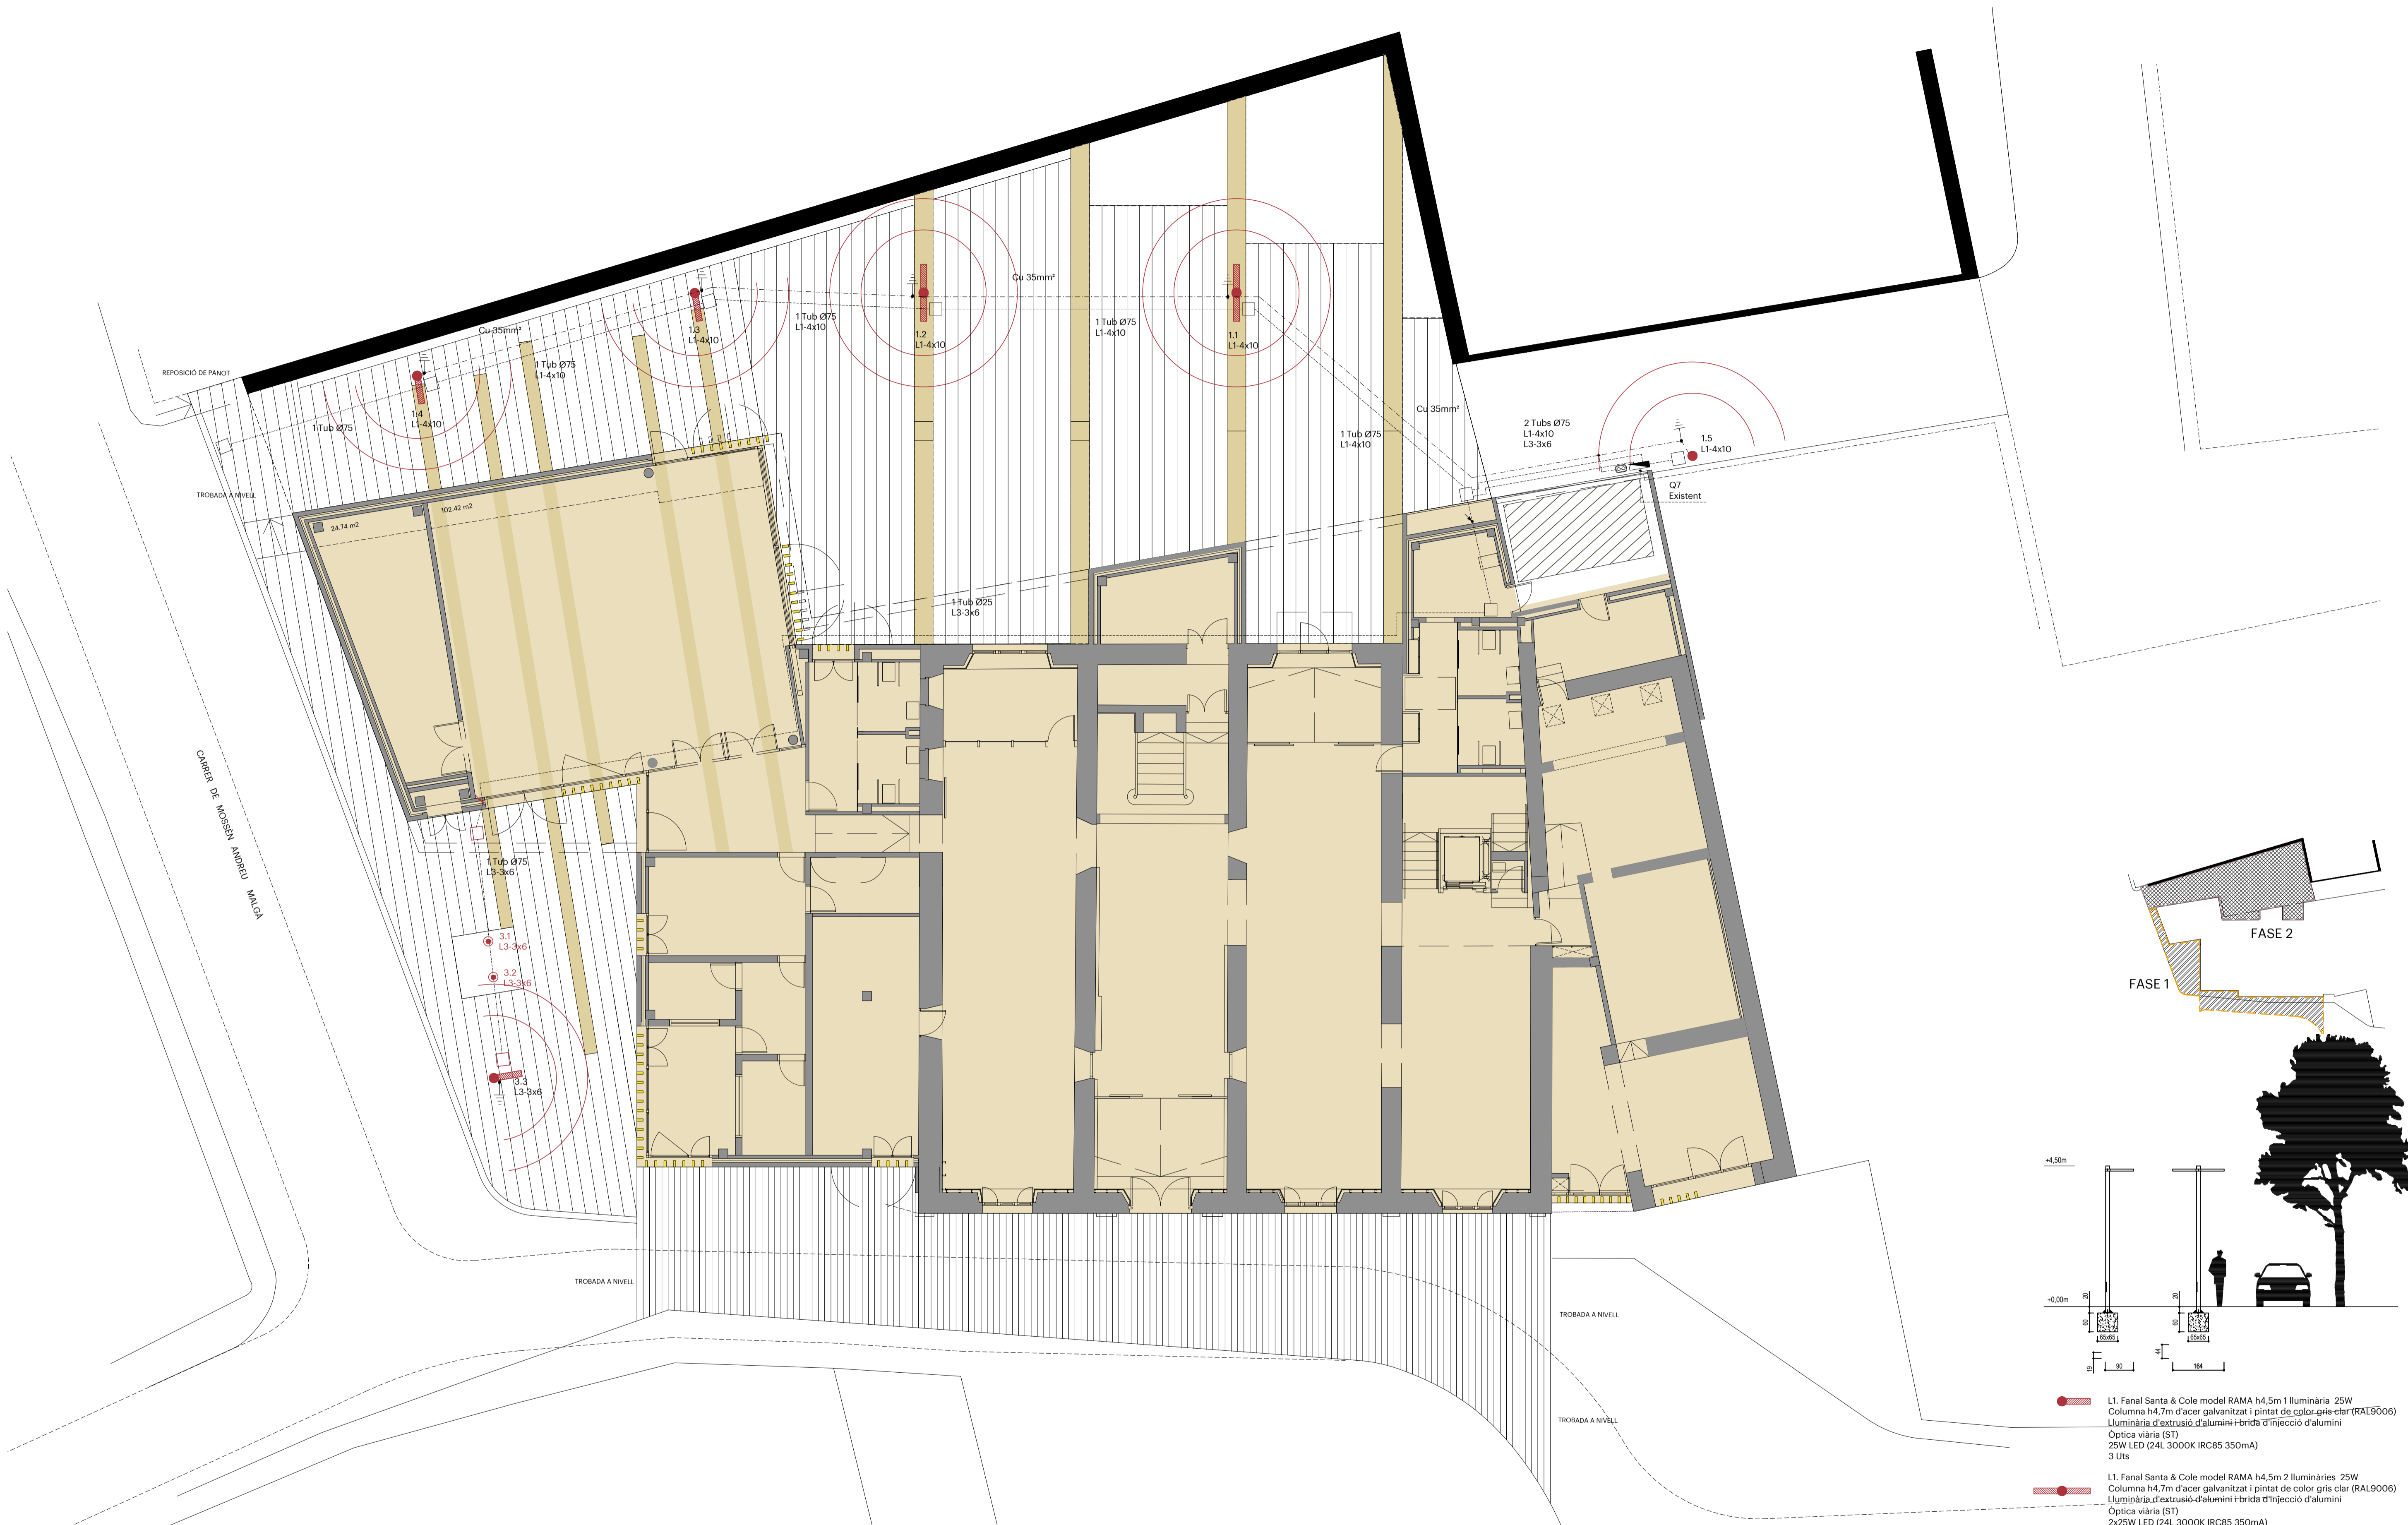 Cu 35mm²
1.3
L1-4x10
1 Tub Ø75
L1-4x10
1.2
L1-4x10
1 Tub Ø75
L1-4x10
1.1
L1-4x10
Cu 35mm²
REPOSICIÓ DE PANOT
1 Tub Ø75
L1-4x10
1.4
L1-4x10
1 Tub Ø75
Cu 35mm²
1 Tub Ø75
L1-4x10
2 Tubs Ø75
L1-4x10
L3-3x6
1.5
L1-4x10
Q7
Existent
TROBADA A NIVELL
24.74 m2
102.42 m2
1 Tub Ø25
L3-3x6
CARRER DE MOSSÈN ANDREU MALGÀ
1 Tub Ø75
L3-3x6
3.1
L3-3x6
3.2
L3-3x6
3.3
L3-3x6
TROBADA A NIVELL
TROBADA A NIVELL
TROBADA A NIVELL
FASE 2
FASE 1
+4,50m
+0,00m
20
60
65x65
20
60
65x65
19
90
44
164
L1. Fanal Santa & Cole model RAMA h4,5m 1 lluminària 25W
Columna h4,7m d'acer galvanitzat i pintat de color gris clar (RAL9006)
Lluminària d'extrusió d'alumini i brida d'injecció d'alumini
Òptica viària (ST)
25W LED (24L 3000K IRC85 350mA)
3 Uts
L1. Fanal Santa & Cole model RAMA h4,5m 2 lluminàries 25W
Columna h4,7m d'acer galvanitzat i pintat de color gris clar (RAL9006)
Lluminària d'extrusió d'alumini i brida d'injecció d'alumini
Òptica viària (ST)
2x25W LED (24L 3000K IRC85 350mA)